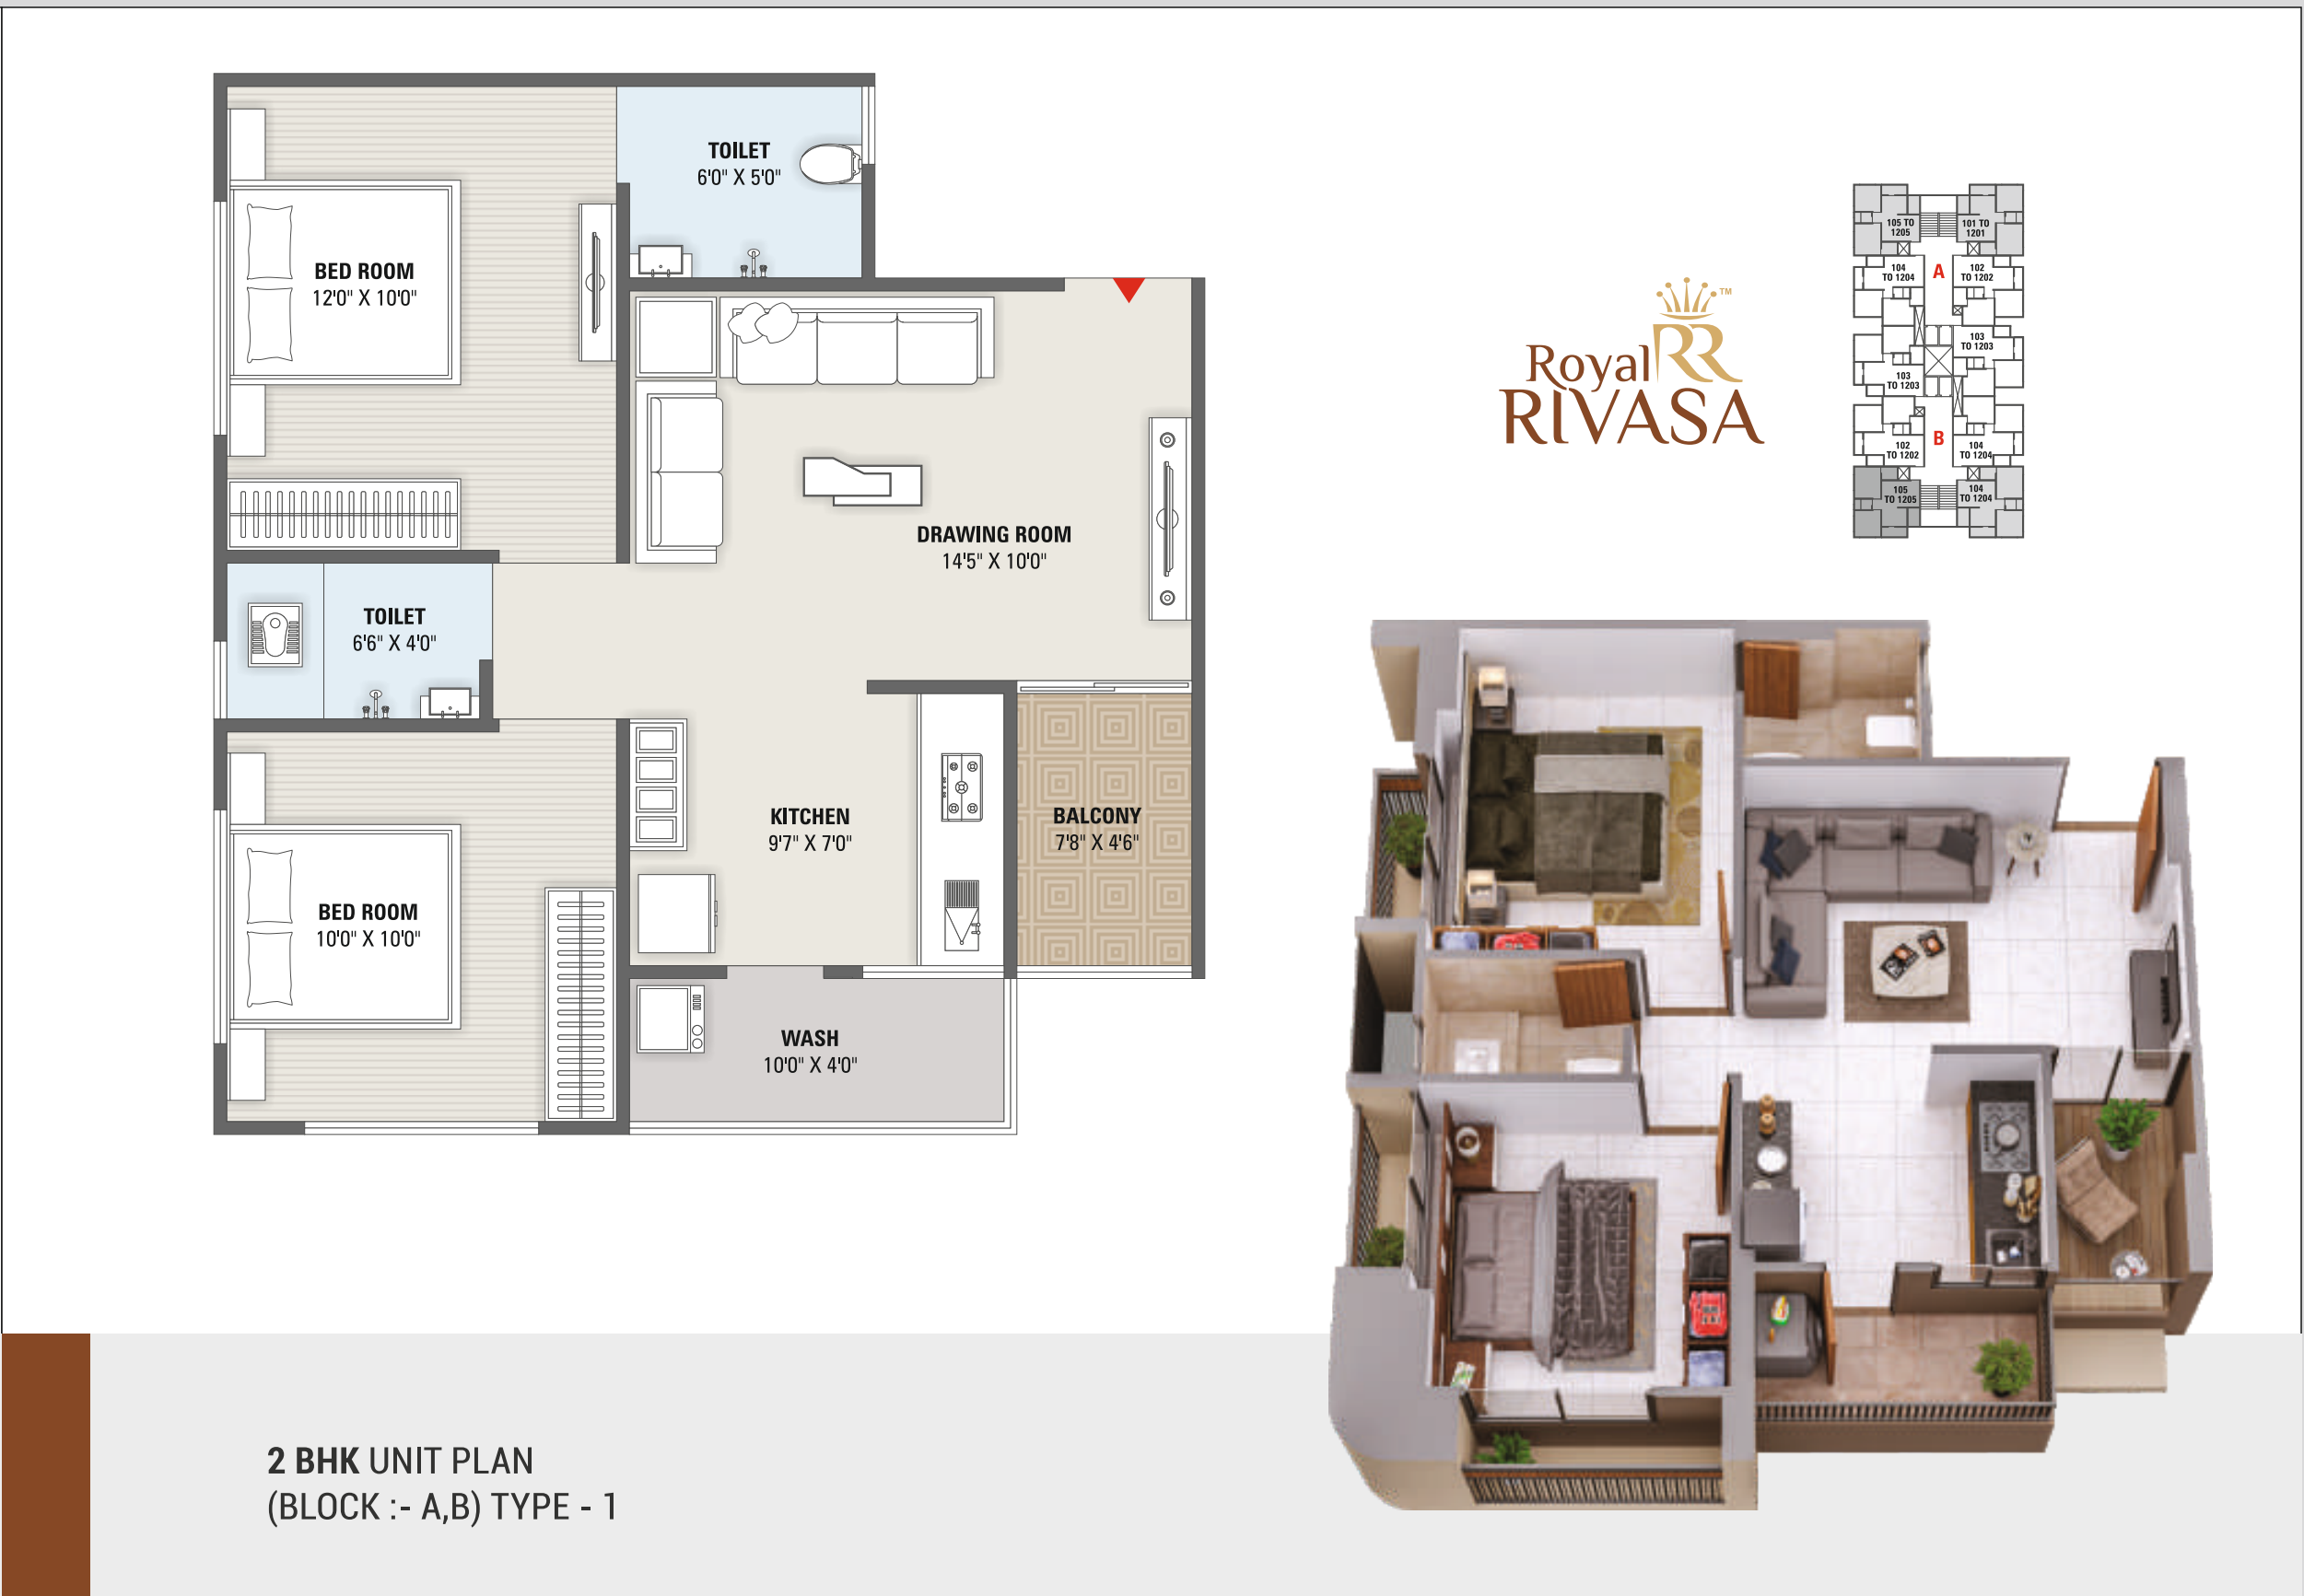 TOILET
6'0" X 5'0"
BED ROOM
12'0" X 10'0"
DRAWING ROOM
14'5" X 10'0"
TOILET
6'6" X 4'0"
KITCHEN
9'7" X 7'0"
BALCONY
7'8" X 4'6"
BED ROOM
10'0" X 10'0"
WASH
10'0" X 4'0"
RR
TM
Royal
RIVASA
105 TO
1205
101 TO
1201
104
TO 1204
A
102
TO 1202
103
TO 1203
103
TO 1203
B
102
TO 1202
104
TO 1204
105
TO 1205
104
TO 1204
2 BHK UNIT PLAN
(BLOCK :- A,B) TYPE - 1